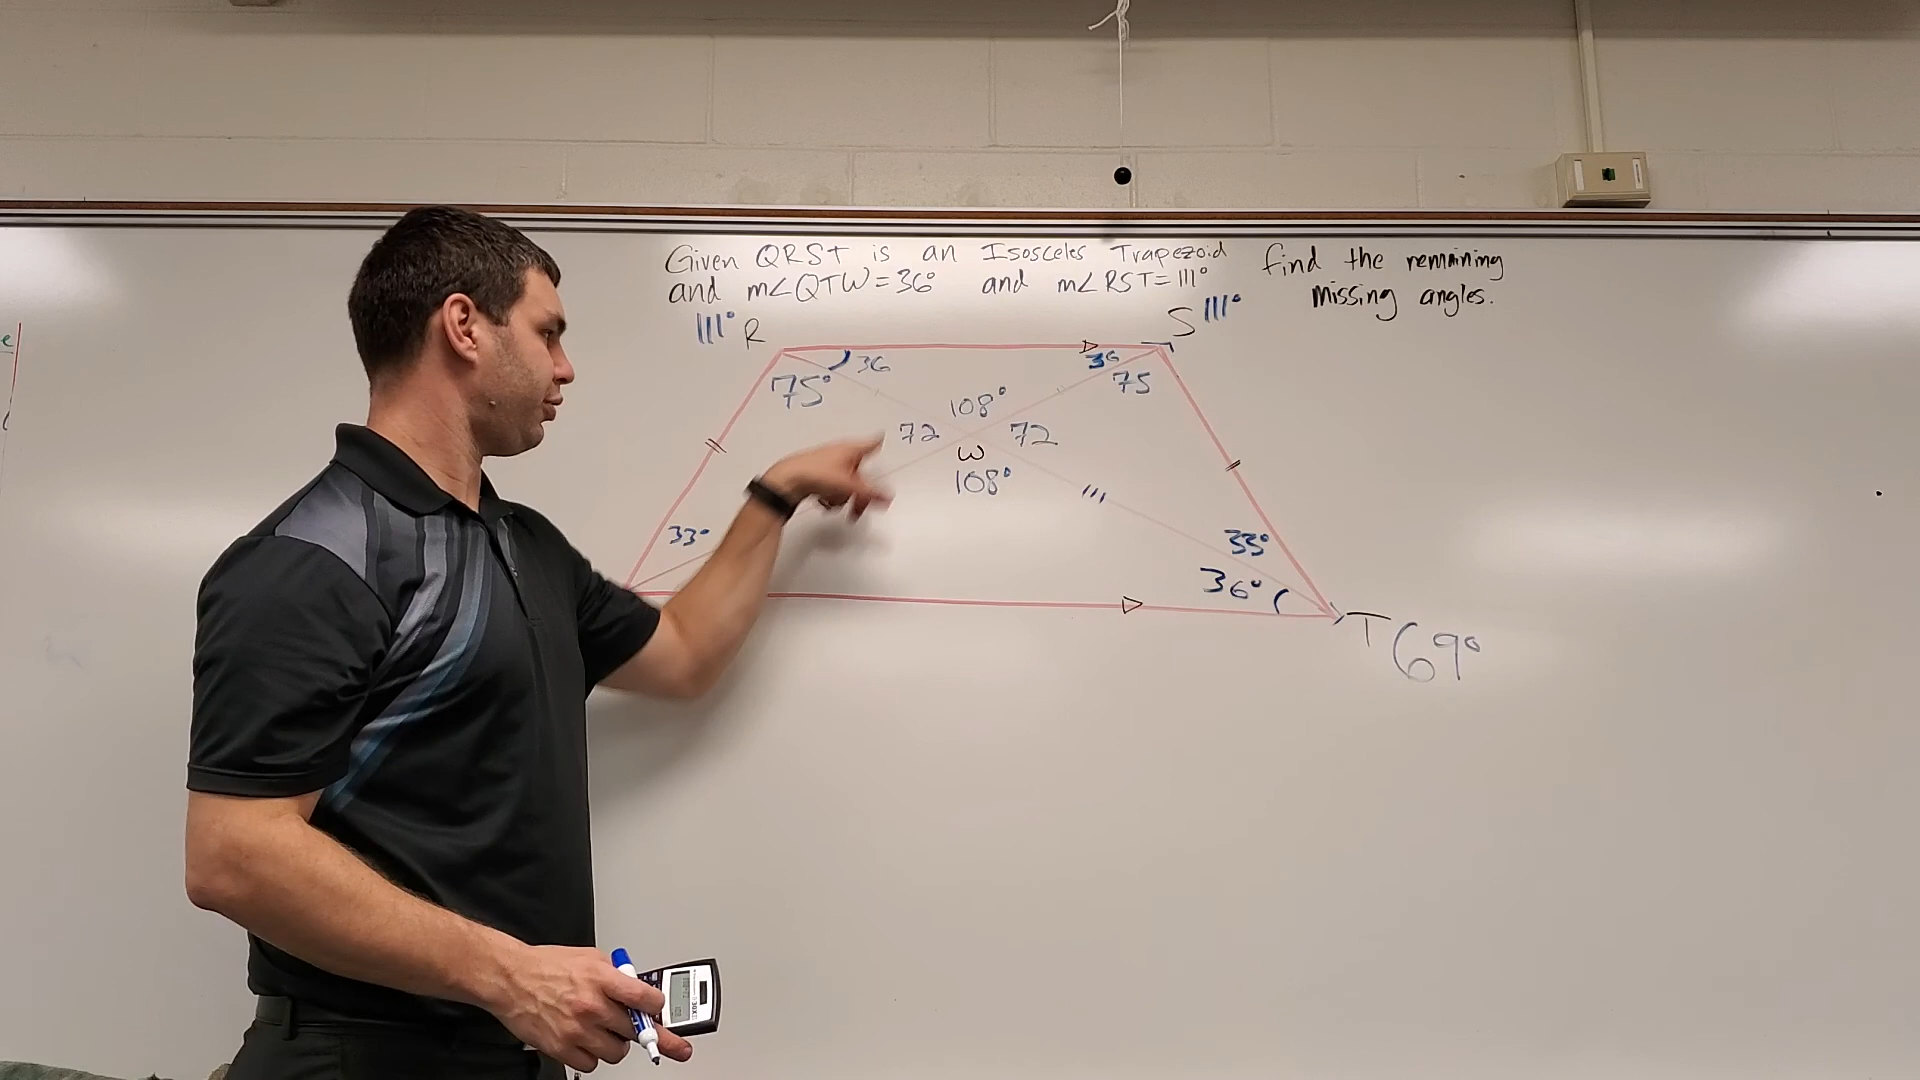 Given QRST is an Isosceles Trapezoid find the remaining
and m∠QTW=36° and m∠RST=111° missing angles.
111° R S 111°
36 36
75° 75
108°
72 72
W
108°
33° 33°
36°
T 69°